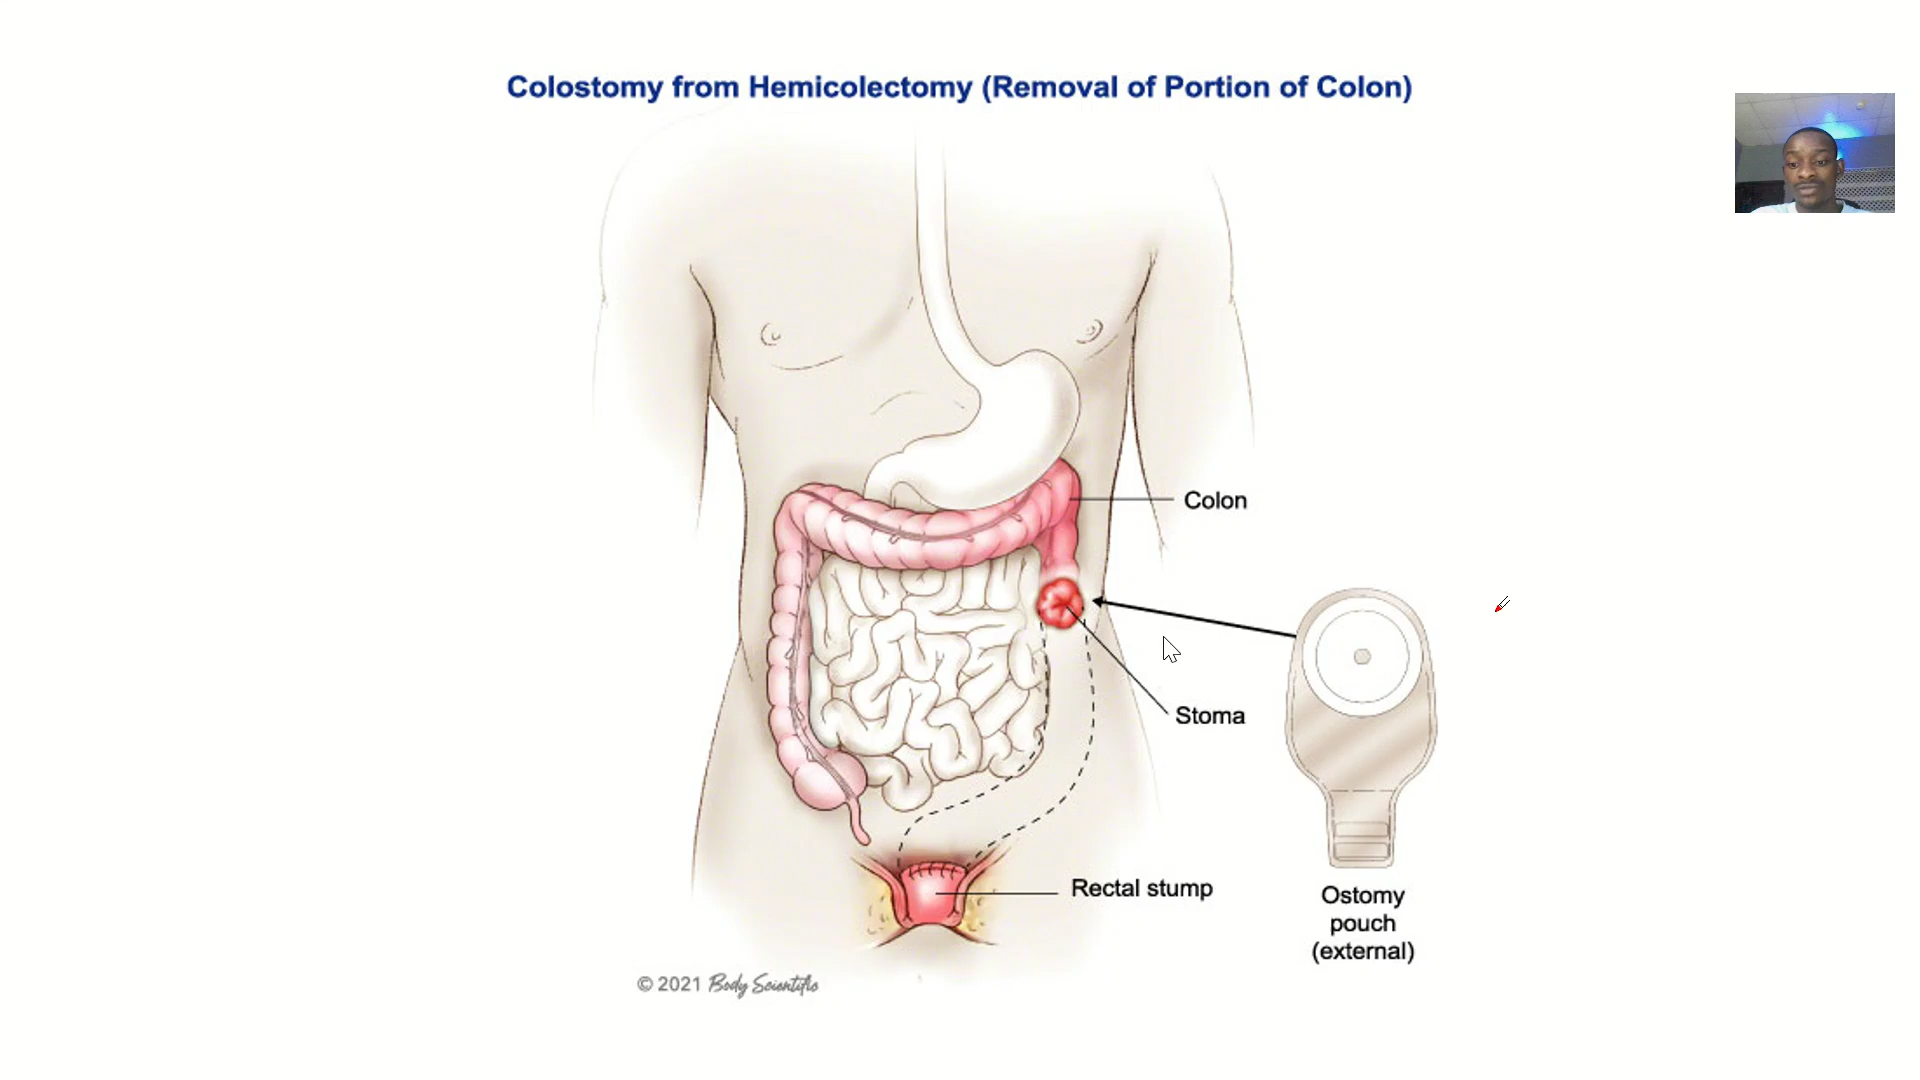 Colostomy from Hemicolectomy (Removal of Portion of Colon)
Colon
Stoma
Rectal stump
Ostomy
pouch
(external)
© 2021 Body Scientific